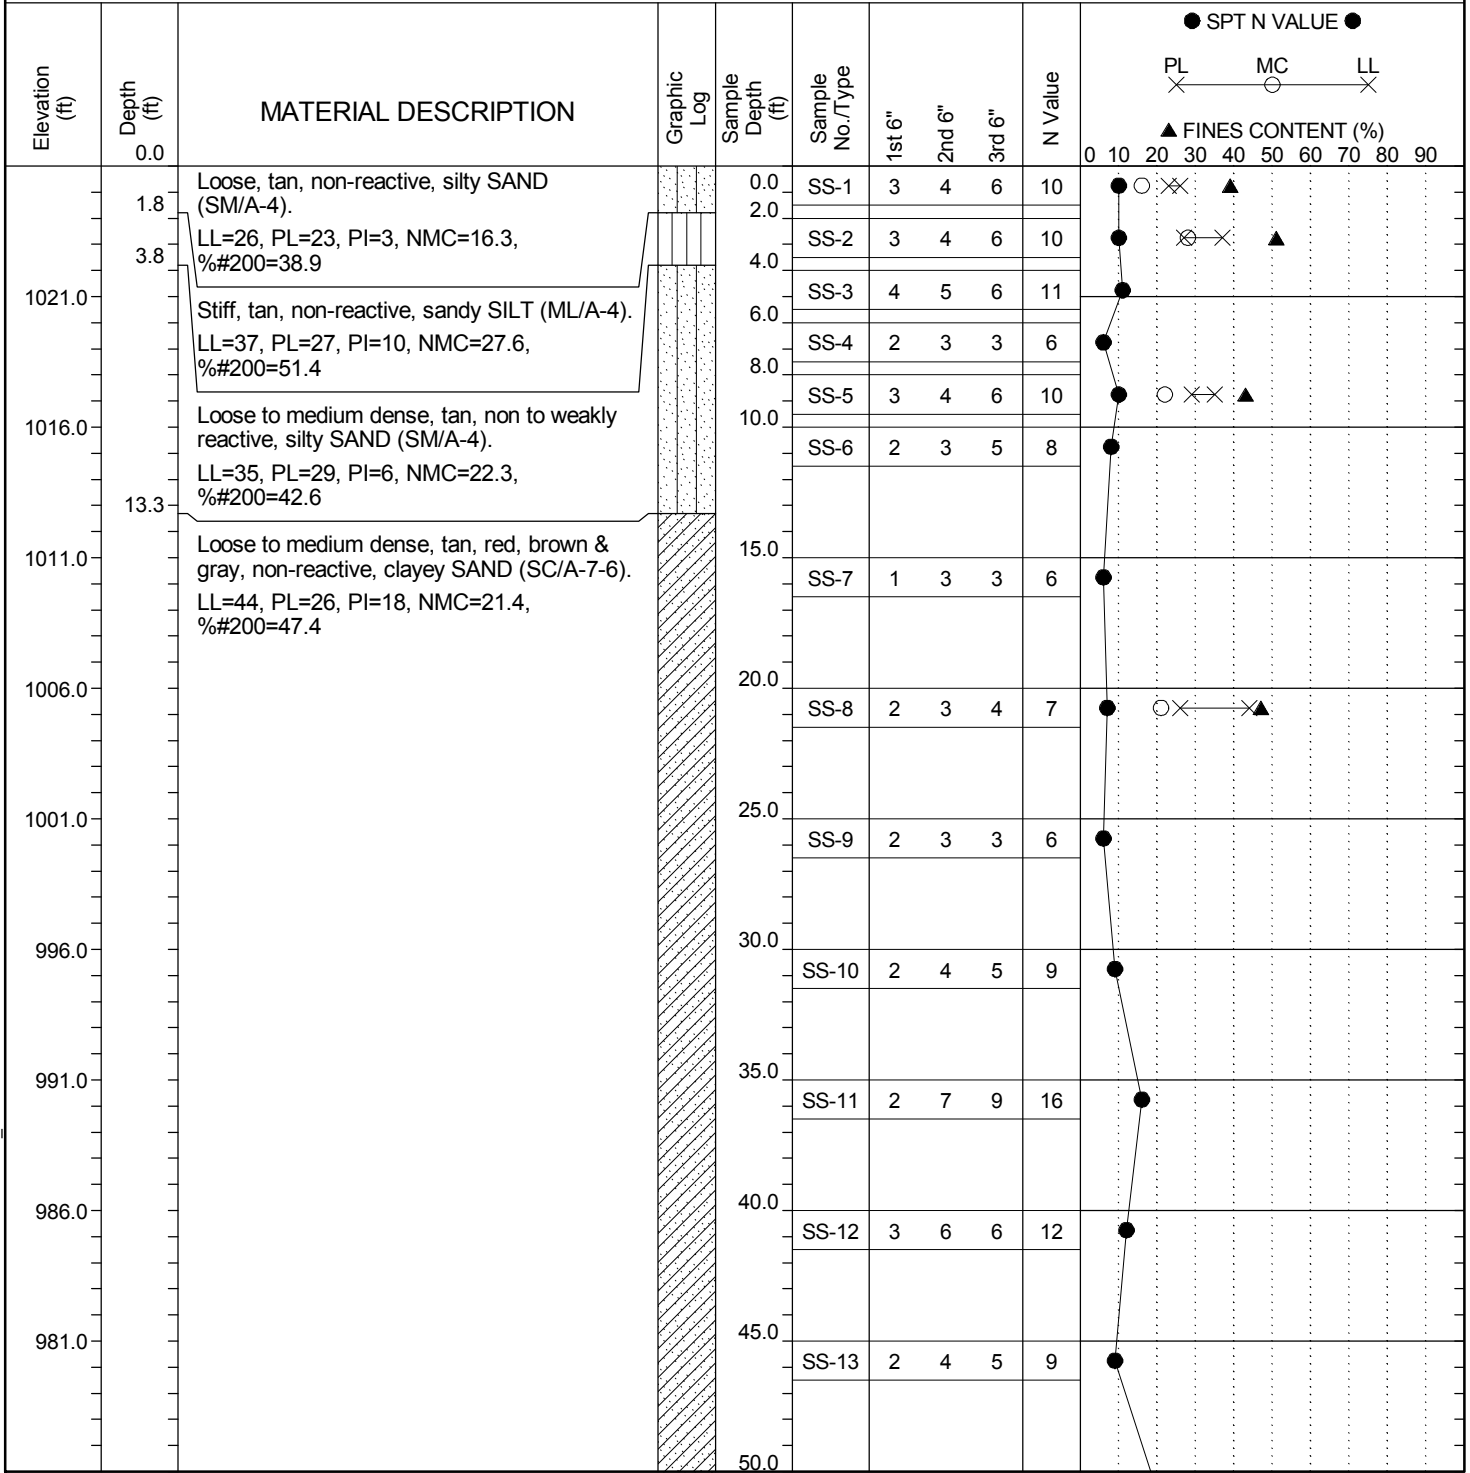 ● SPT N VALUE ●
PL MC LL
▲ FINES CONTENT (%)
Elevation (ft)
Depth (ft)
0.0
MATERIAL DESCRIPTION
Graphic Log
Sample Depth (ft)
Sample No./Type
1st 6"
2nd 6"
3rd 6"
N Value
0 10 20 30 40 50 60 70 80 90
Loose, tan, non-reactive, silty SAND
(SM/A-4).
LL=26, PL=23, PI=3, NMC=16.3,
%#200=38.9
1.8
Stiff, tan, non-reactive, sandy SILT (ML/A-4).
LL=37, PL=27, PI=10, NMC=27.6,
%#200=51.4
3.8
Loose to medium dense, tan, non to weakly
reactive, silty SAND (SM/A-4).
LL=35, PL=29, PI=6, NMC=22.3,
%#200=42.6
13.3
Loose to medium dense, tan, red, brown &
gray, non-reactive, clayey SAND (SC/A-7-6).
LL=44, PL=26, PI=18, NMC=21.4,
%#200=47.4
1021.0
1016.0
1011.0
1006.0
1001.0
996.0
991.0
986.0
981.0
0.0 SS-1 3 4 6 10
2.0 SS-2 3 4 6 10
4.0 SS-3 4 5 6 11
6.0 SS-4 2 3 3 6
8.0 SS-5 3 4 6 10
10.0 SS-6 2 3 5 8
15.0 SS-7 1 3 3 6
20.0 SS-8 2 3 4 7
25.0 SS-9 2 3 3 6
30.0 SS-10 2 4 5 9
35.0 SS-11 2 7 9 16
40.0 SS-12 3 6 6 12
45.0 SS-13 2 4 5 9
50.0